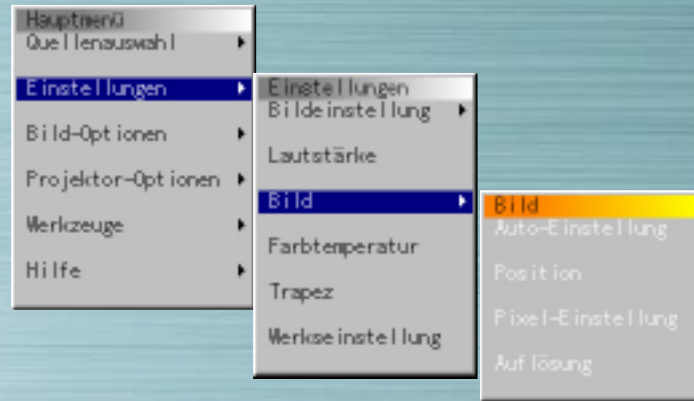 Hauptmenü
Quellenauswahl
Einstellungen
Bild-Optionen
Projektor-Optionen
Werkzeuge
Hilfe
Einstellungen
Bildeinstellung
Lautstärke
Bild
Farbtemperatur
Trapez
Werkseinstellung
Bild
Auto-Einstellung
Position
Pixel-Einstellung
Auflösung